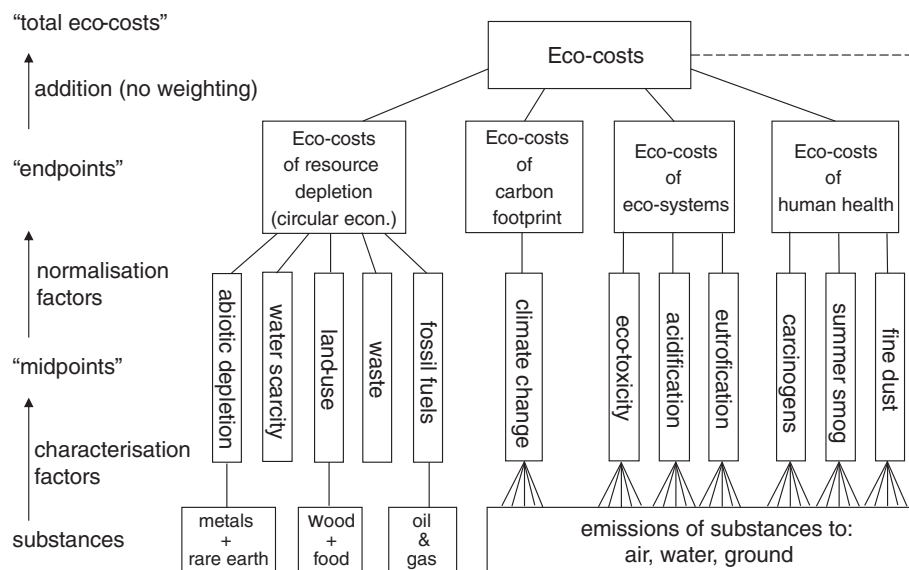 "total eco-costs"
addition (no weighting)
"endpoints"
normalisation
factors
"midpoints"
characterisation
factors
substances
Eco-costs
Eco-costs
of resource
depletion
(circular econ.)
Eco-costs
of
carbon
footprint
Eco-costs
of
eco-systems
Eco-costs
of
human health
abiotic depletion
water scarcity
land-use
waste
fossil fuels
climate change
eco-toxicity
acidification
eutrofication
carcinogens
summer smog
fine dust
metals
+
rare earth
wood
+
food
oil
&
gas
emissions of substances to:
air, water, ground